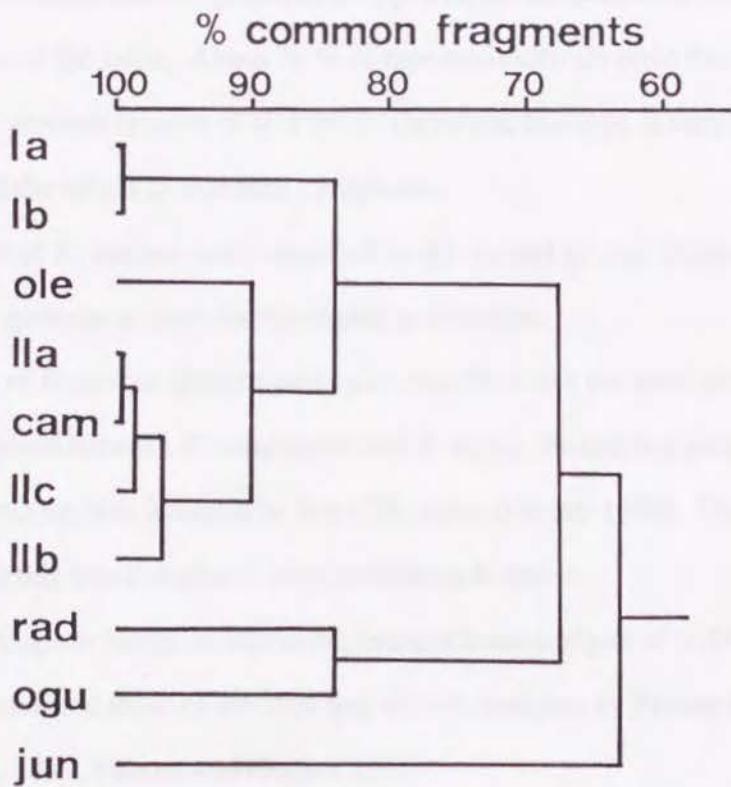 % common fragments
100 90 80 70 60
Ia
Ib
ole
IIa
cam
IIc
IIb
rad
ogu
jun